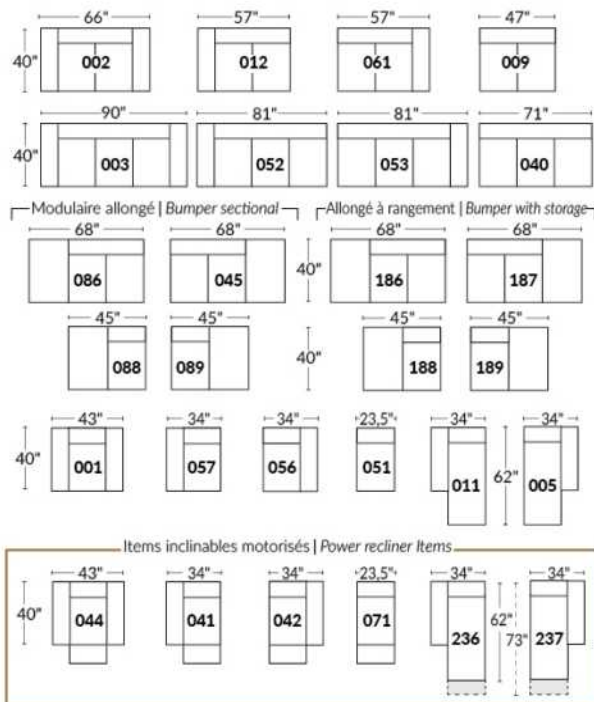 66" 57" 57" 47"
40" 002 012 061 009
90" 81" 81" 71"
40" 003 052 053 040
Modulaire allongé | Bumper sectional Allongé à rangement | Bumper with storage
68" 68" 68" 68"
086 045 40" 186 187
45" 45" 45" 45"
088 089 40" 188 189
43" 34" 34" 23,5" 34" 34"
40" 001 057 056 051 011 62" 005
Items inclinables motorisés | Power recliner Items
43" 34" 34" 23,5" 34" 34"
40" 044 041 042 071 236 62" 73" 237